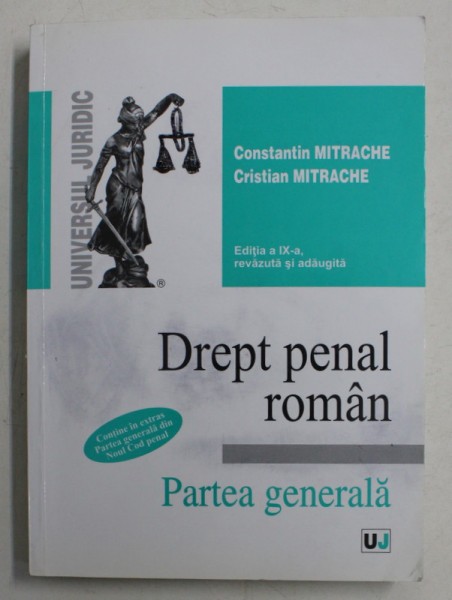 UNIVERSUL JURIDIC
®
Constantin MITRACHE
Cristian MITRACHE
Ediţia a IX-a,
revăzută şi adăugită
Drept penal
român
Conţine în extras
Partea generală din
Noul Cod penal
Partea generală
UJ